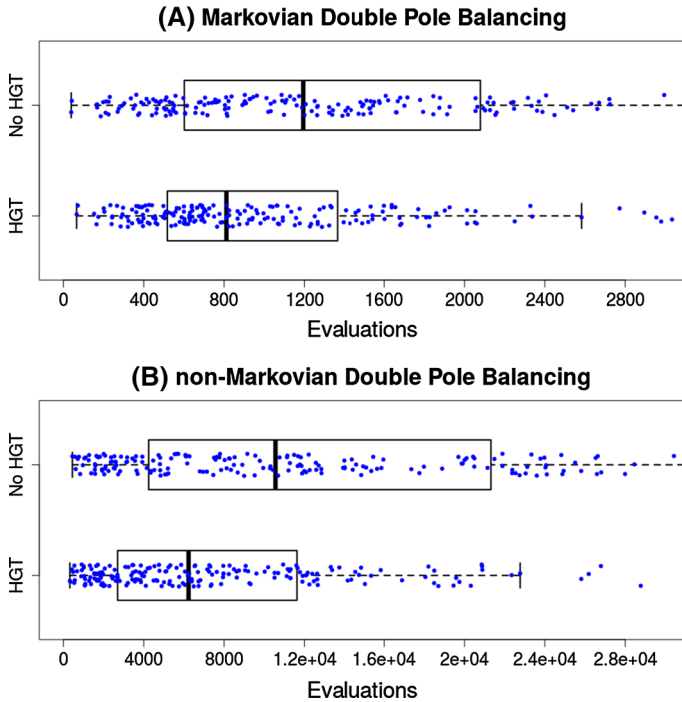 (A) Markovian Double Pole Balancing
No HGT
HGT
0 400 800 1200 1600 2000 2400 2800
Evaluations
(B) non-Markovian Double Pole Balancing
No HGT
HGT
0 4000 8000 1.2e+04 1.6e+04 2e+04 2.4e+04 2.8e+04
Evaluations